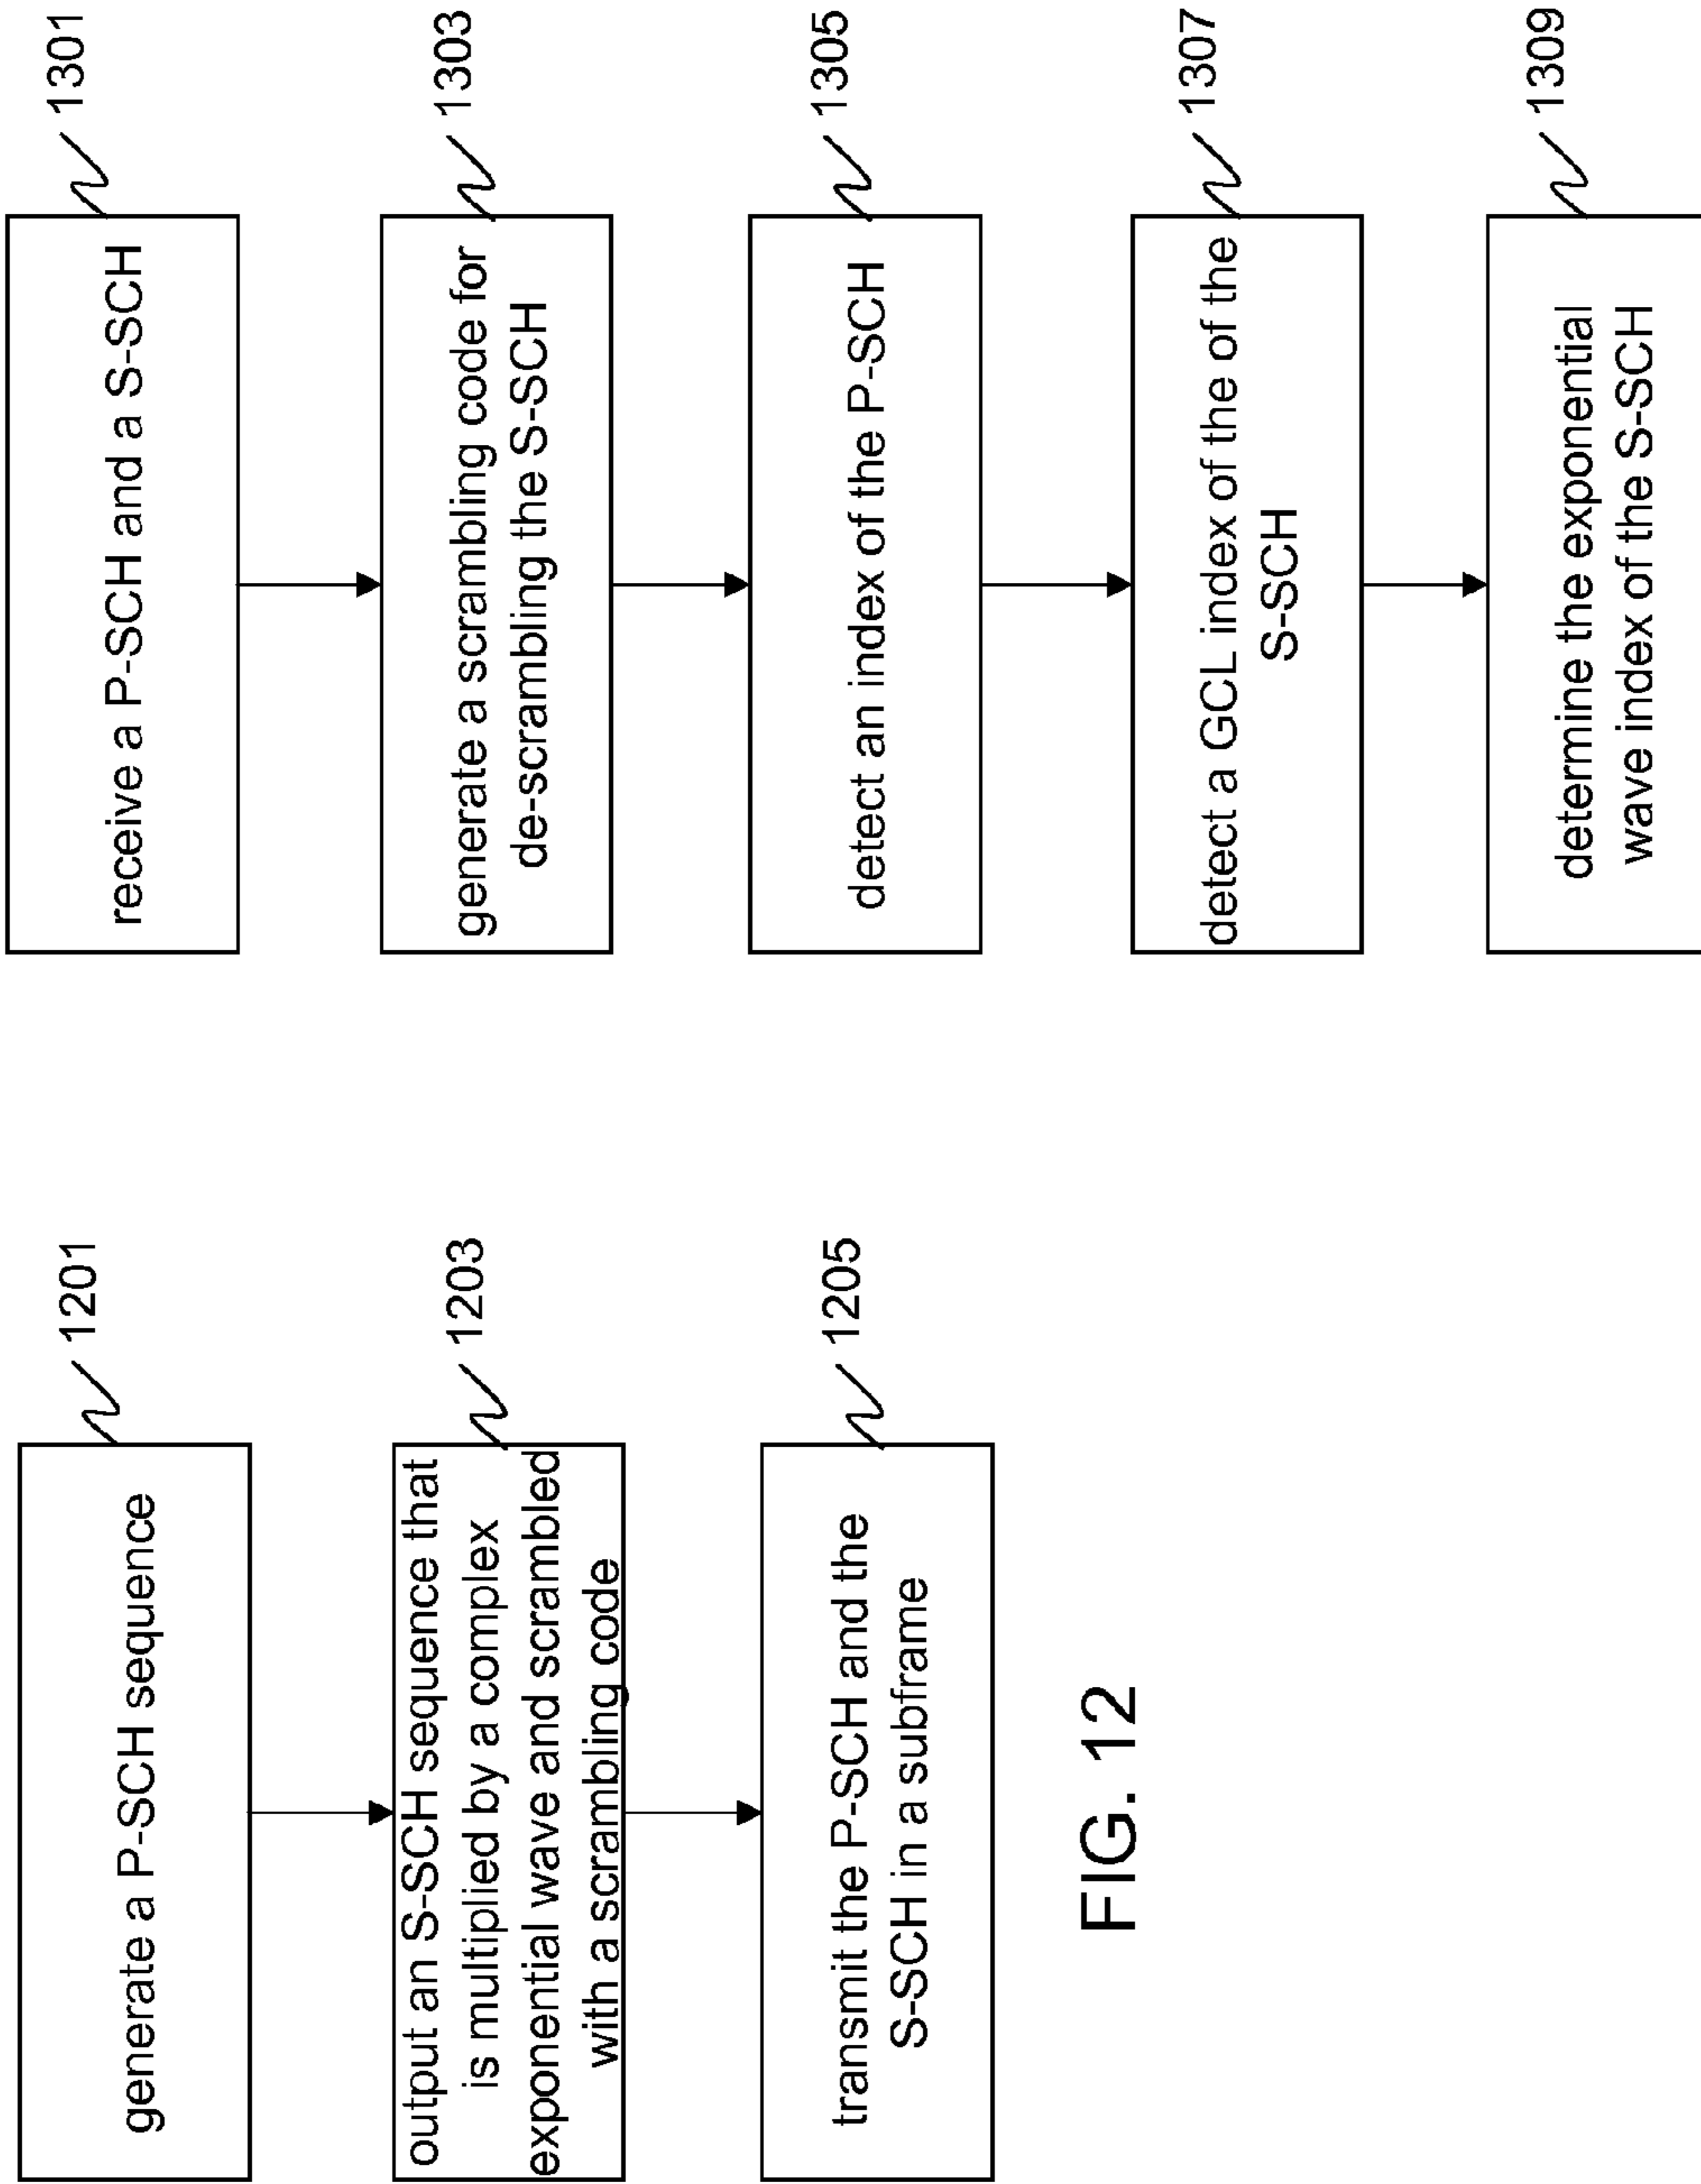 1201
generate a P-SCH sequence
1203
output an S-SCH sequence that
is multiplied by a complex
exponential wave and scrambled
with a scrambling code
1205
transmit the P-SCH and the
S-SCH in a subframe
FIG. 12
1301
receive a P-SCH and a S-SCH
1303
generate a scrambling code for
de-scrambling the S-SCH
1305
detect an index of the P-SCH
1307
detect a GCL index of the of the
S-SCH
1309
determine the exponential
wave index of the S-SCH